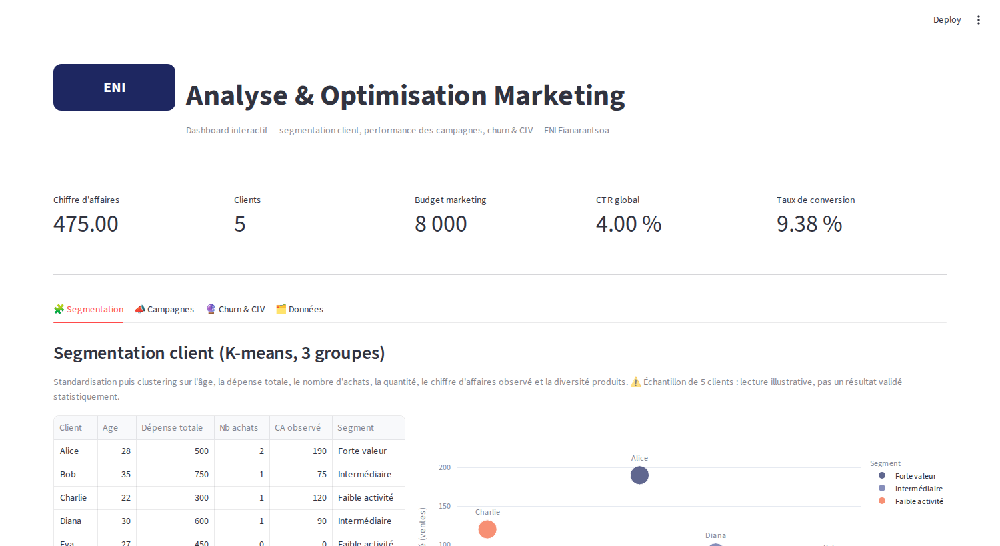 Deploy
ENI
Analyse & Optimisation Marketing
Dashboard interactif — segmentation client, performance des campagnes, churn & CLV — ENI Fianarantsoa
Chiffre d'affaires Clients Budget marketing CTR global Taux de conversion
475.00 5 8 000 4.00 % 9.38 %
🧩 Segmentation 📣 Campagnes 🔮 Churn & CLV 🗂️ Données
Segmentation client (K-means, 3 groupes)
Standardisation puis clustering sur l'âge, la dépense totale, le nombre d'achats, la quantité, le chiffre d'affaires observé et la diversité produits. ⚠️ Échantillon de 5 clients : lecture illustrative, pas un résultat validé
statistiquement.
Client Age Dépense totale Nb achats CA observé Segment
Alice 28 500 2 190 Forte valeur
Bob 35 750 1 75 Intermédiaire
Charlie 22 300 1 120 Faible activité
Diana 30 600 1 90 Intermédiaire
Eva 27 450 0 0 Faible activité
Alice
200
150
Charlie
Diana
100
(ventes)
Segment
Forte valeur
Intermédiaire
Faible activité